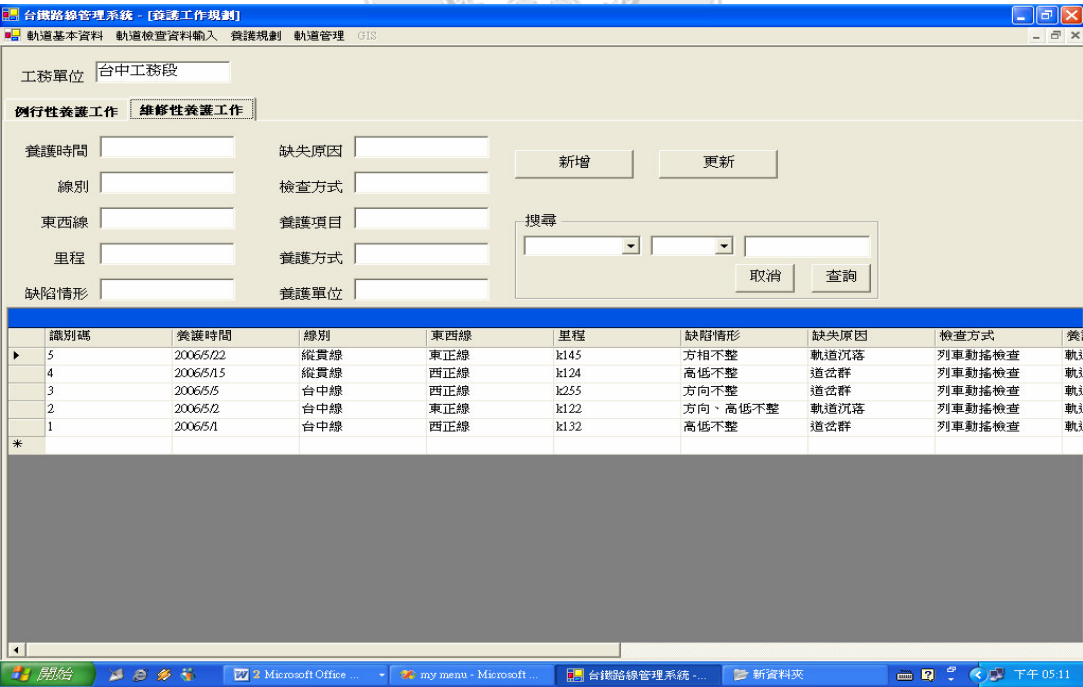 台鐵路線管理系統 - [養護工作規劃]
軌道基本資料 軌道檢查資料輸入 養護規劃 軌道管理 GIS
工務單位 台中工務段
例行性養護工作 維修性養護工作
養護時間 缺失原因 新增 更新
線別 檢查方式
東西線 養護項目 搜尋
里程 養護方式
缺陷情形 養護單位 取消 查詢
識別碼 養護時間 線別 東西線 里程 缺陷情形 缺失原因 檢查方式 養
5 2006/5/22 縱貫線 東正線 k145 方相不整 軌道沉落 列車動搖檢查 軌
4 2006/5/15 縱貫線 西正線 k124 高低不整 道岔群 列車動搖檢查 軌
3 2006/5/5 台中線 西正線 k255 方向不整 道岔群 列車動搖檢查 軌
2 2006/5/2 台中線 東正線 k122 方向、高低不整 軌道沉落 列車動搖檢查 軌
1 2006/5/1 台中線 西正線 k132 高低不整 道岔群 列車動搖檢查 軌
*
開始 2 Microsoft Office ... my menu - Microsoft ... 台鐵路線管理系統 -... 新資料夾 下午 05:11